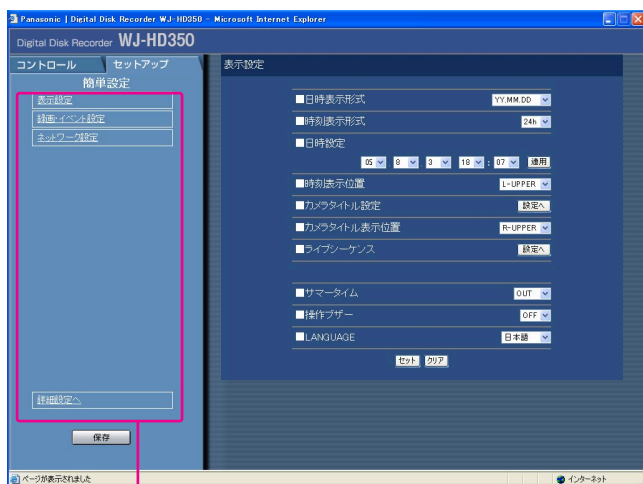 Panasonic | Digital Disk Recorder WJ-HD350 - Microsoft Internet Explorer
Digital Disk Recorder WJ-HD350
コントロール
セットアップ
簡単設定
表示設定
録画・イベント設定
ネットワーク設定
詳細設定へ
保存
表示設定
■日時表示形式 YY.MM.DD
■時刻表示形式 24h
■日時設定
05 . 8 . 3 18 : 07 適用
■時刻表示位置 L-UPPER
■カメラタイトル設定 設定へ
■カメラタイトル表示位置 R-UPPER
■ライブシーケンス 設定へ
■サマータイム OUT
■操作ブザー OFF
■LANGUAGE 日本語
セット クリア
ページが表示されました
インターネット